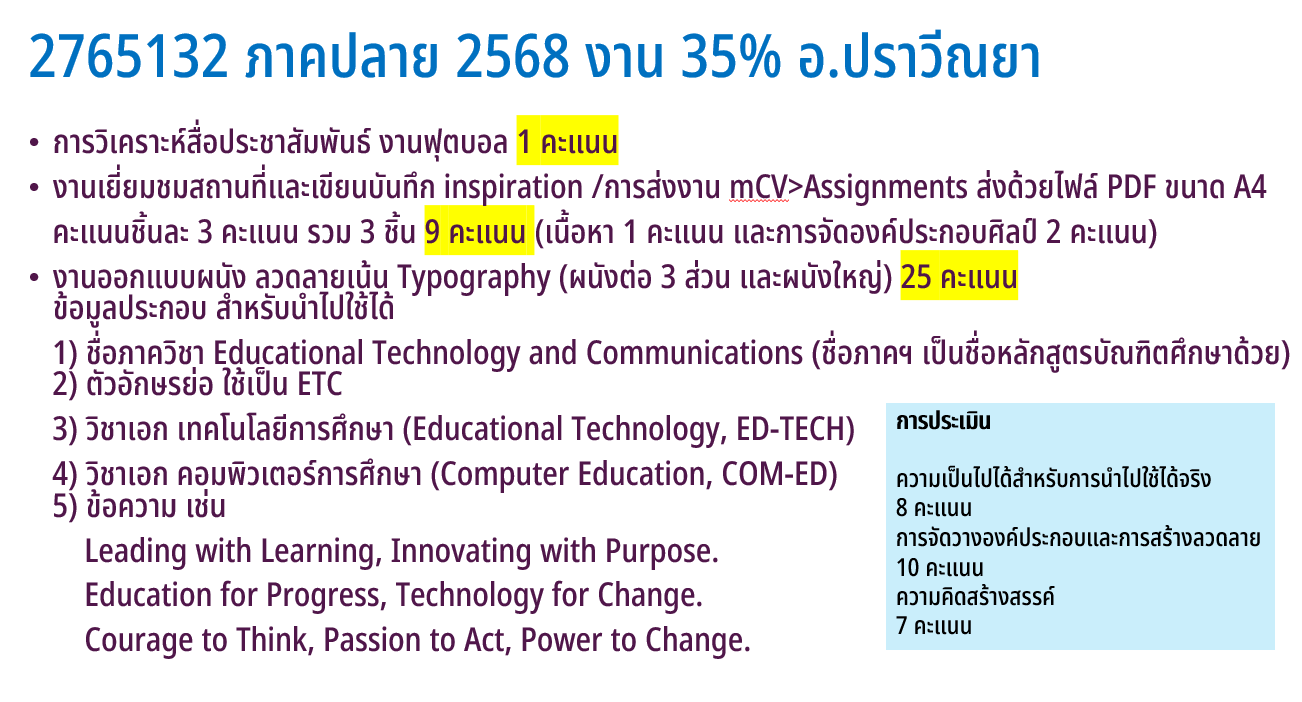 2765132 ภาคปลาย 2568 งาน 35% อ.ปราวีณยา
• การวิเคราะห์สื่อประชาสัมพันธ์ งานฟุตบอล 1 คะแนน
• งานเยี่ยมชมสถานที่และเขียนบันทึก inspiration /การส่งงาน mCV>Assignments ส่งด้วยไฟล์ PDF ขนาด A4
คะแนนชิ้นละ 3 คะแนน รวม 3 ชิ้น 9 คะแนน (เนื้อหา 1 คะแนน และการจัดองค์ประกอบศิลป์ 2 คะแนน)
• งานออกแบบผนัง ลวดลายเน้น Typography (ผนังต่อ 3 ส่วน และผนังใหญ่) 25 คะแนน
ข้อมูลประกอบ สำหรับนำไปใช้ได้
1) ชื่อภาควิชา Educational Technology and Communications (ชื่อภาคฯ เป็นชื่อหลักสูตรบัณฑิตศึกษาด้วย)
2) ตัวอักษรย่อ ใช้เป็น ETC
3) วิชาเอก เทคโนโลยีการศึกษา (Educational Technology, ED-TECH)
4) วิชาเอก คอมพิวเตอร์การศึกษา (Computer Education, COM-ED)
5) ข้อความ เช่น
Leading with Learning, Innovating with Purpose.
Education for Progress, Technology for Change.
Courage to Think, Passion to Act, Power to Change.
การประเมิน
ความเป็นไปได้สำหรับการนำไปใช้ได้จริง
8 คะแนน
การจัดวางองค์ประกอบและการสร้างลวดลาย
10 คะแนน
ความคิดสร้างสรรค์
7 คะแนน